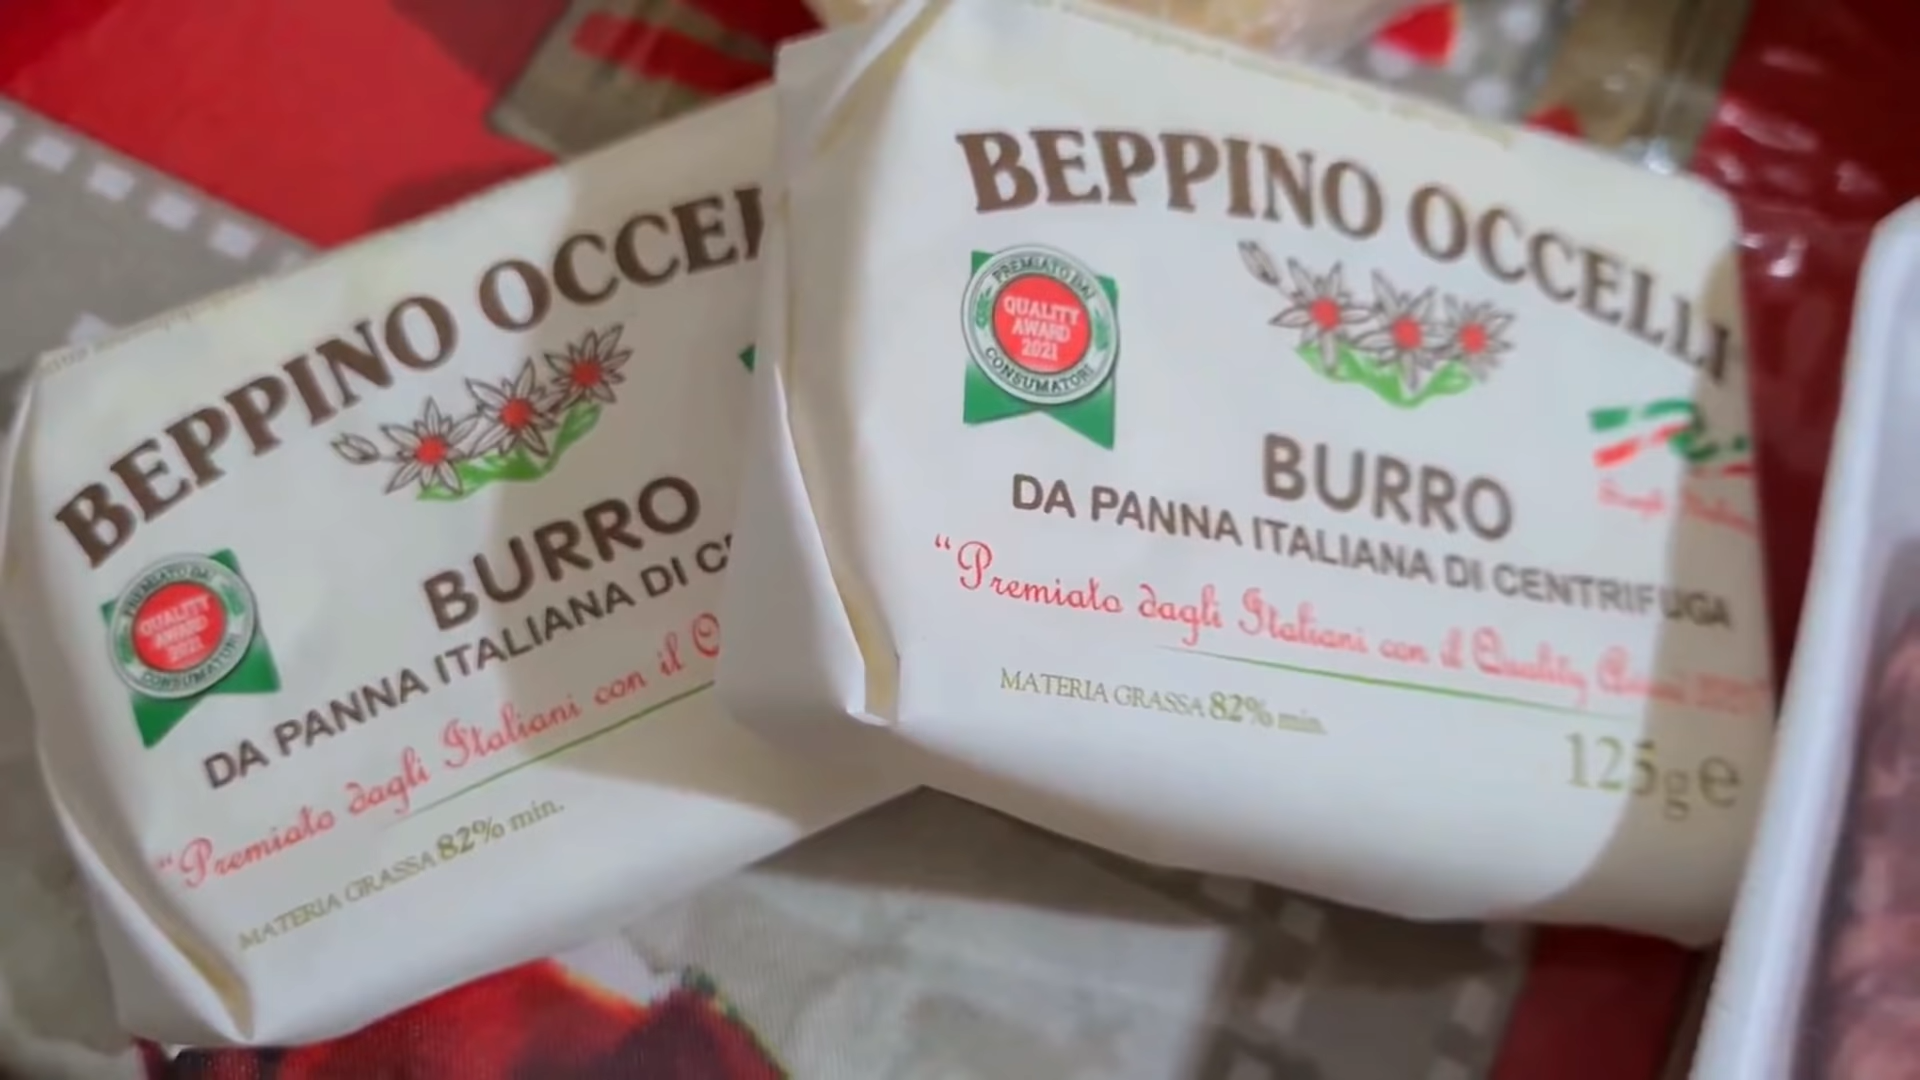 BEPPINO OCCEL
PREMIATO DAI
QUALITY
AWARD
2021
CONSUMATORI
BURRO
DA PANNA ITALIANA DI C
"Premiato dagli Italiani con il Q
MATERIA GRASSA 82% min.
BEPPINO OCCELLI
PREMIATO DAI
QUALITY
AWARD
2021
CONSUMATORI
BURRO
DA PANNA ITALIANA DI CENTRIFUGA
"Premiato dagli Italiani con il Quality
MATERIA GRASSA 82% min.
125g e